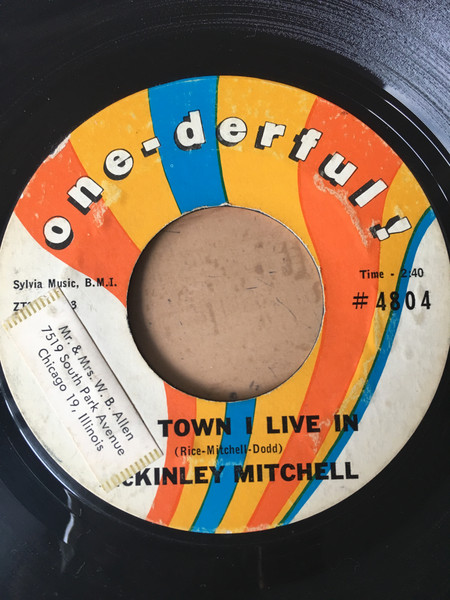 one-derful!
Sylvia Music, B.M.I.
Time - 2:40
# 4804
Mr. & Mrs. W. B. Allen
7519 South Park Avenue
Chicago 19, Illinois
TOWN I LIVE IN
(Rice-Mitchell-Dodd)
cKINLEY MITCHELL